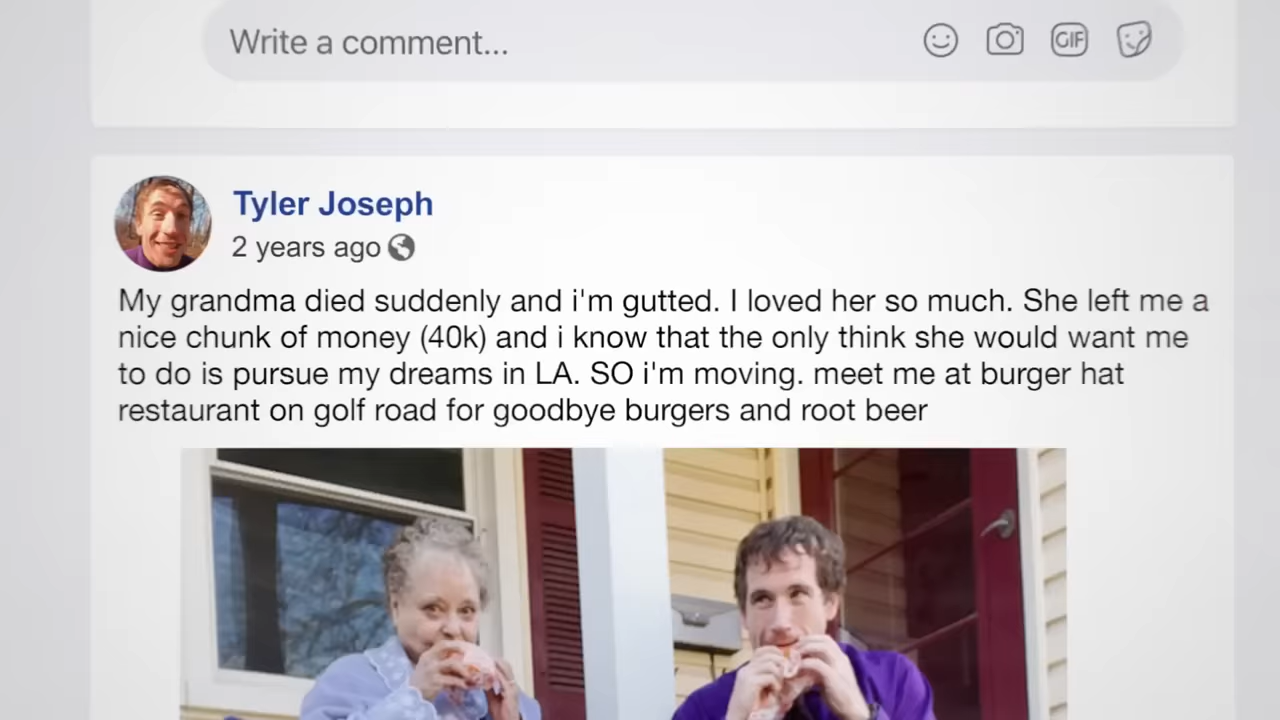 Write a comment...
GIF
Tyler Joseph
2 years ago
My grandma died suddenly and i'm gutted. I loved her so much. She left me a
nice chunk of money (40k) and i know that the only think she would want me
to do is pursue my dreams in LA. SO i'm moving. meet me at burger hat
restaurant on golf road for goodbye burgers and root beer